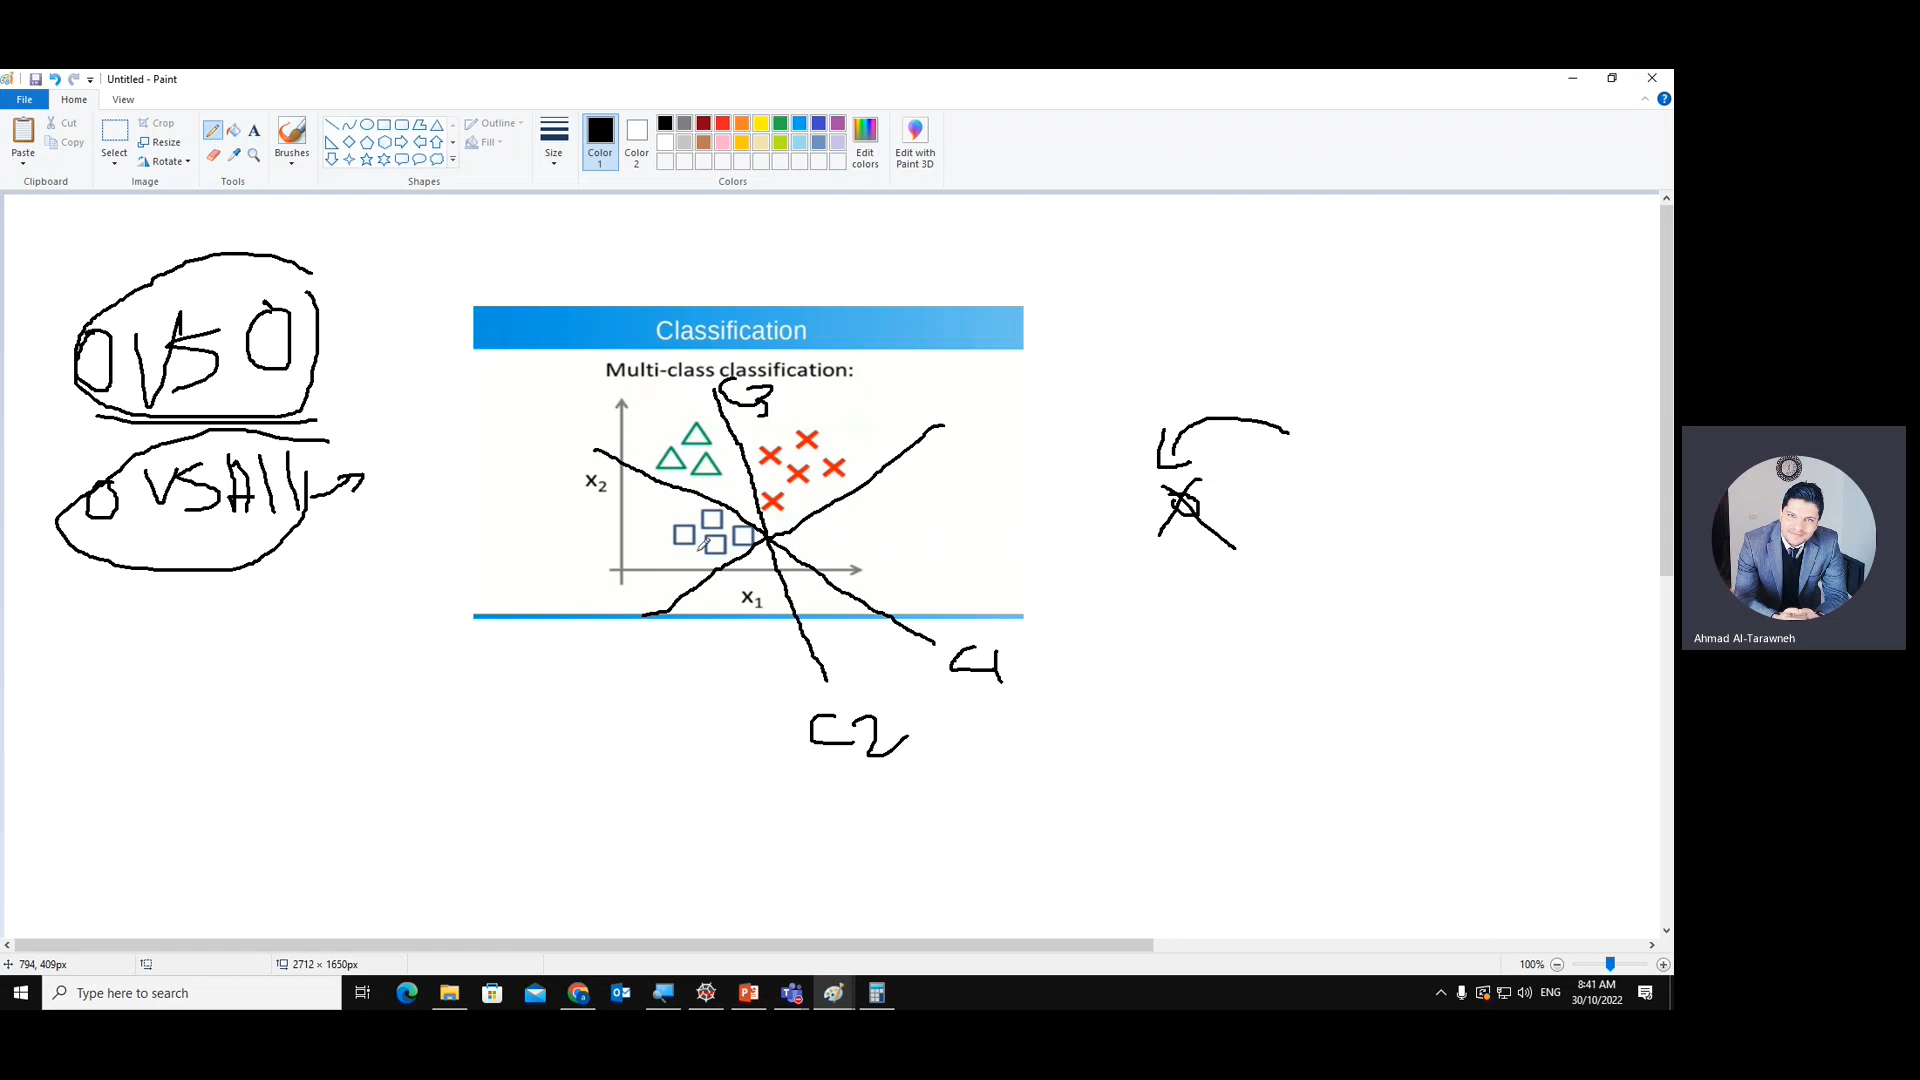 Untitled - Paint
File
Home
View
Paste
Cut
Copy
Clipboard
Select
Crop
Resize
Rotate
Image
A
Tools
Brushes
Outline
Fill
Shapes
Size
Color 1
Color 2
Edit colors
Colors
Edit with Paint 3D
O VS O
O VS All
Classification
Multi-class classification:
C3
x2
x1
C1
C2
Ahmad Al-Tarawneh
794, 409px
2712 × 1650px
100%
Type here to search
ENG
8:41 AM
30/10/2022